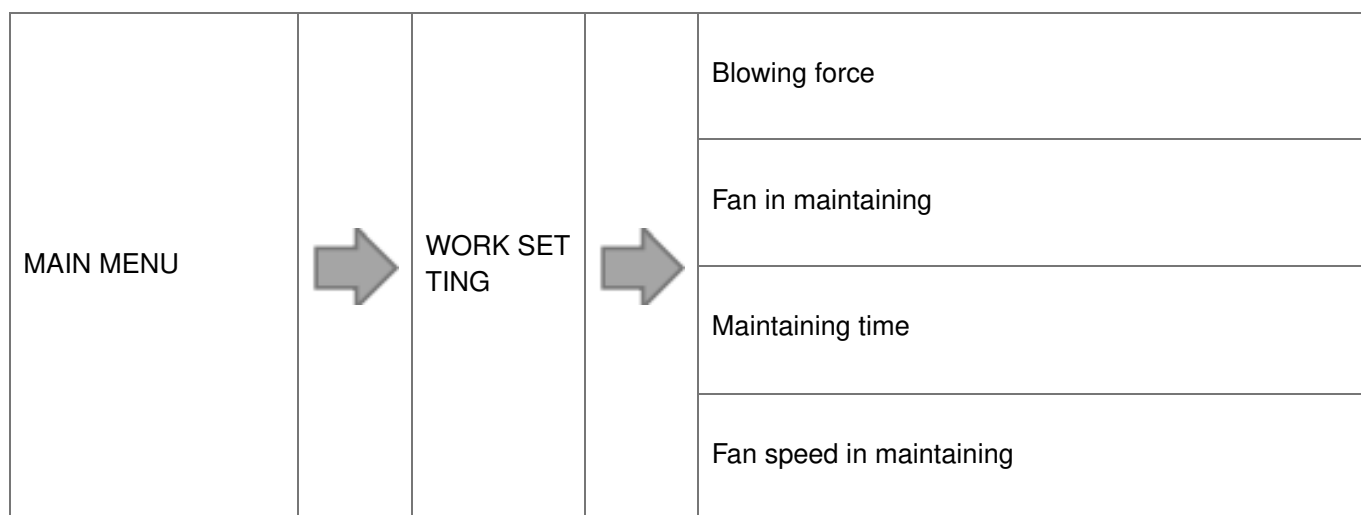 MAIN MENU
WORK SET
TING
Blowing force
Fan in maintaining
Maintaining time
Fan speed in maintaining